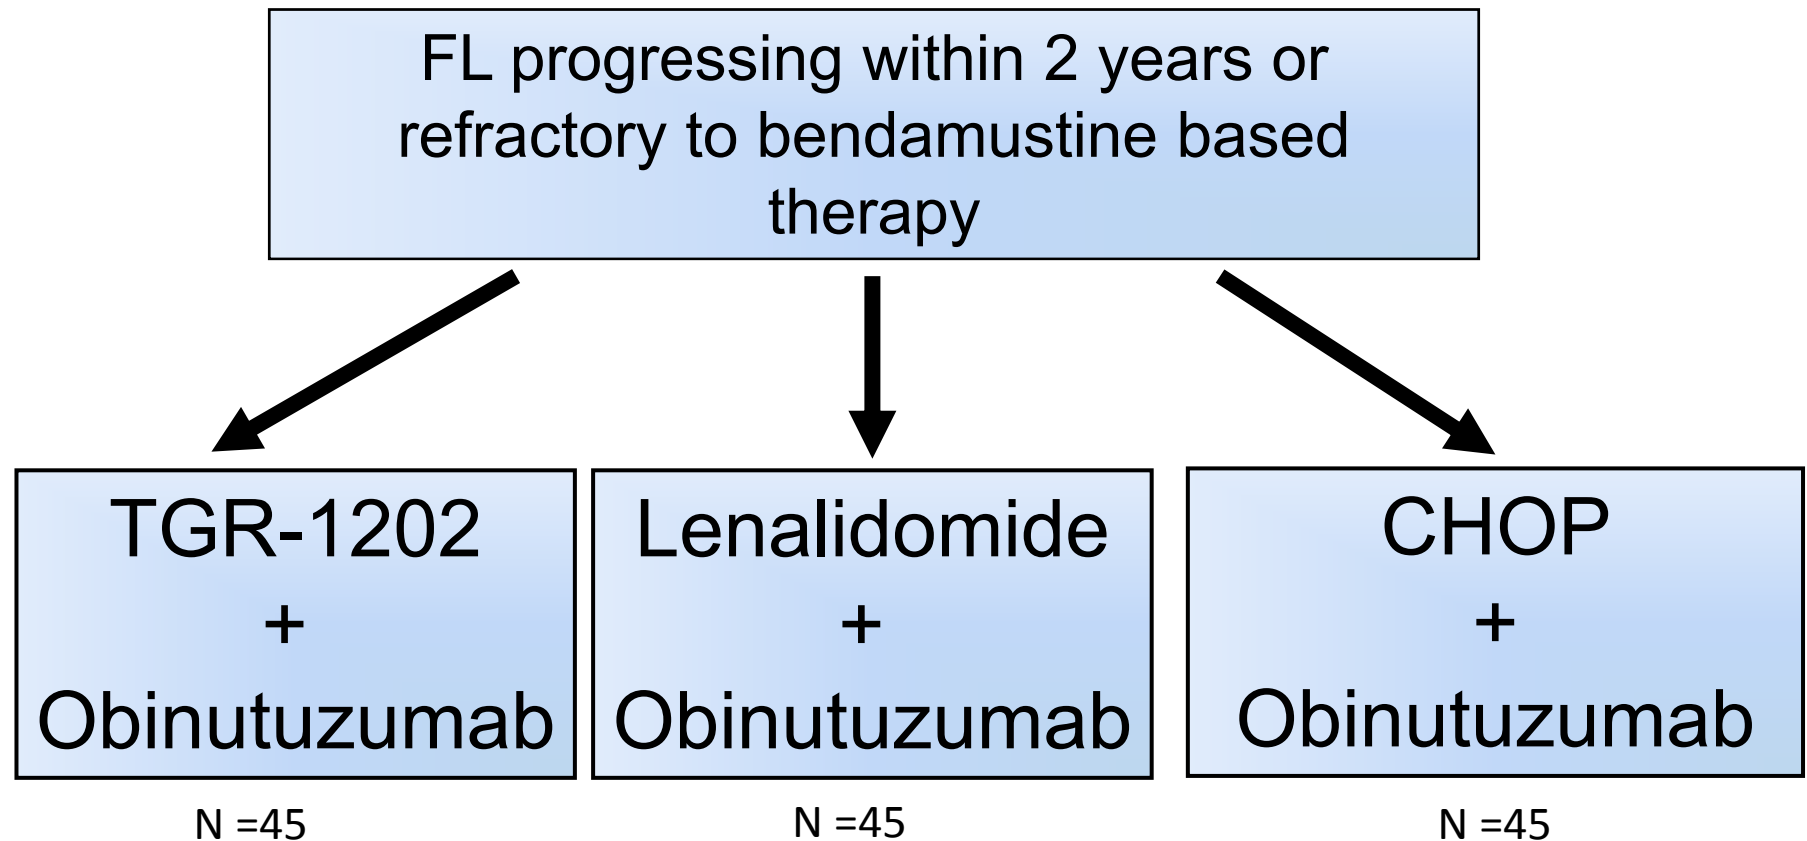 FL progressing within 2 years or
refractory to bendamustine based
therapy
TGR-1202
+
Obinutuzumab
N =45
Lenalidomide
+
Obinutuzumab
N =45
CHOP
+
Obinutuzumab
N =45